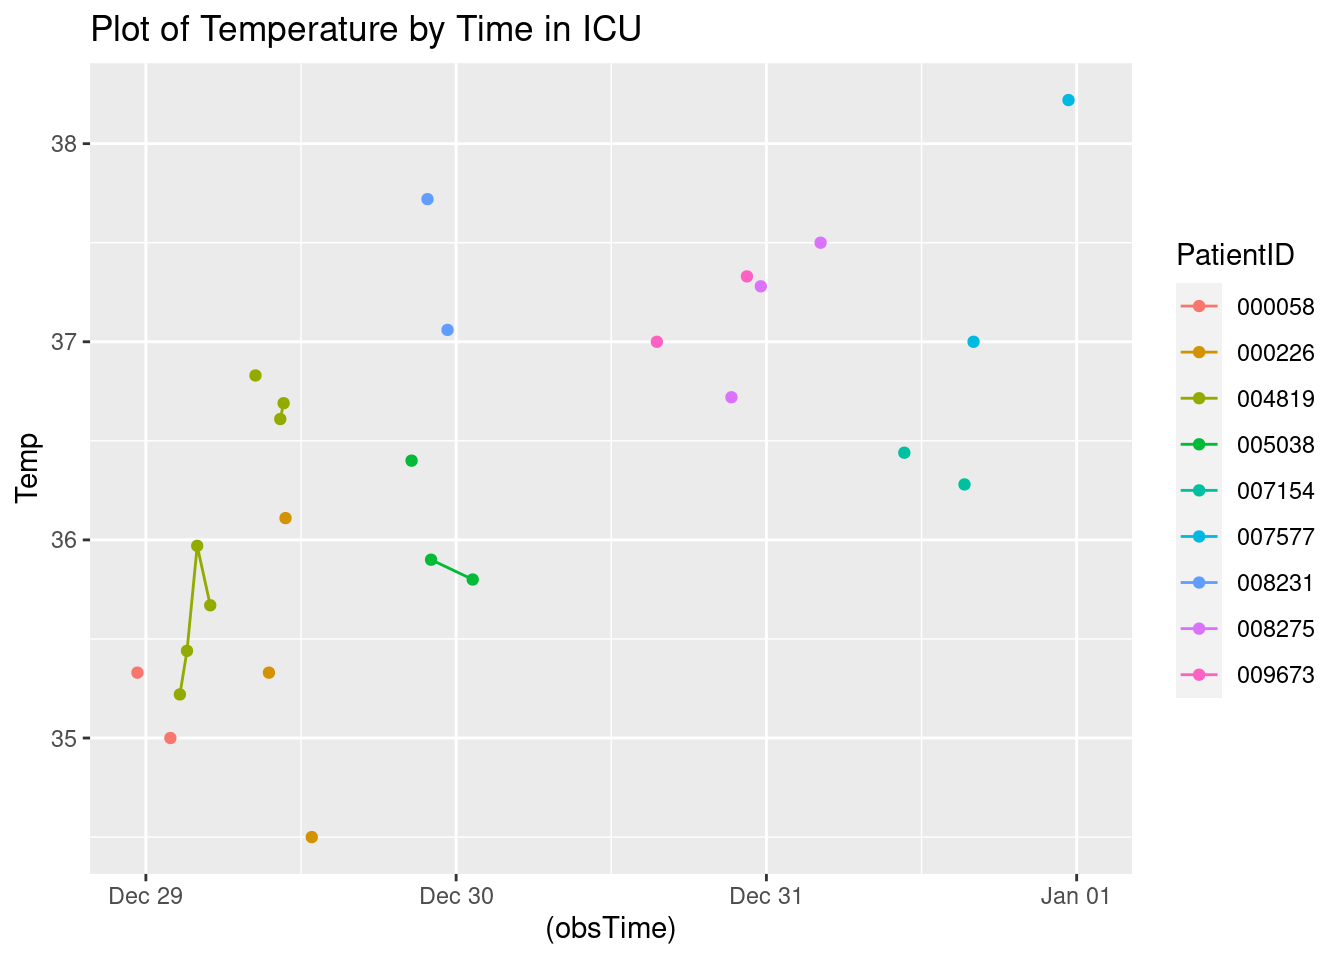 Plot of Temperature by Time in ICU
38
37
36
35
Temp
Dec 29
Dec 30
Dec 31
Jan 01
(obsTime)
PatientID
000058
000226
004819
005038
007154
007577
008231
008275
009673